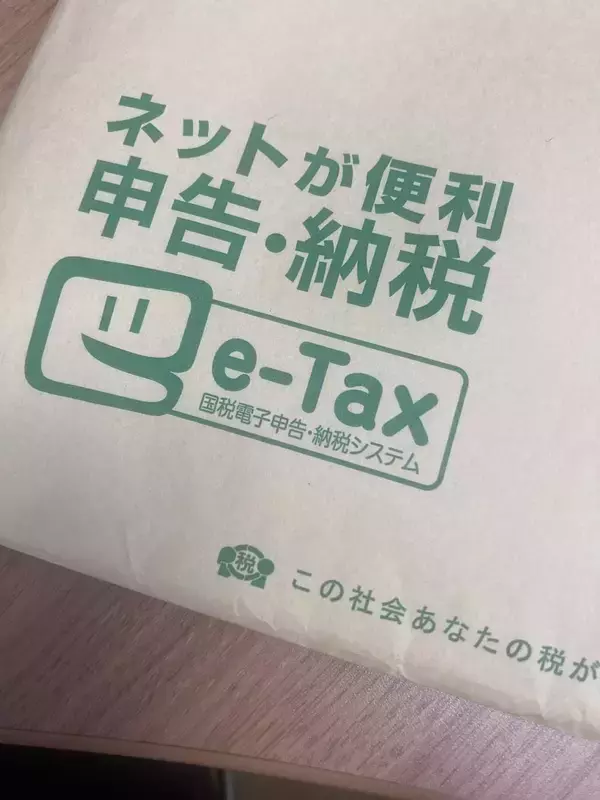 ネットが便利
申告・納税
e-Tax
国税電子申告・納税システム
税
この社会あなたの税が